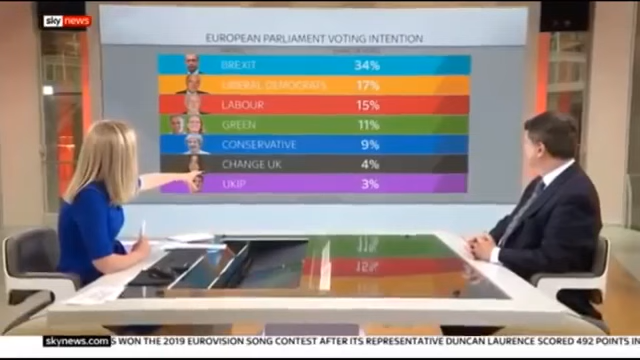 sky news
EUROPEAN PARLIAMENT VOTING INTENTION
BREXIT 34%
LIBERAL DEMOCRATS 17%
LABOUR 15%
GREEN 11%
CONSERVATIVE 9%
CHANGE UK 4%
UKIP 3%
skynews.com S WON THE 2019 EUROVISION SONG CONTEST AFTER ITS REPRESENTATIVE DUNCAN LAURENCE SCORED 492 POINTS IN